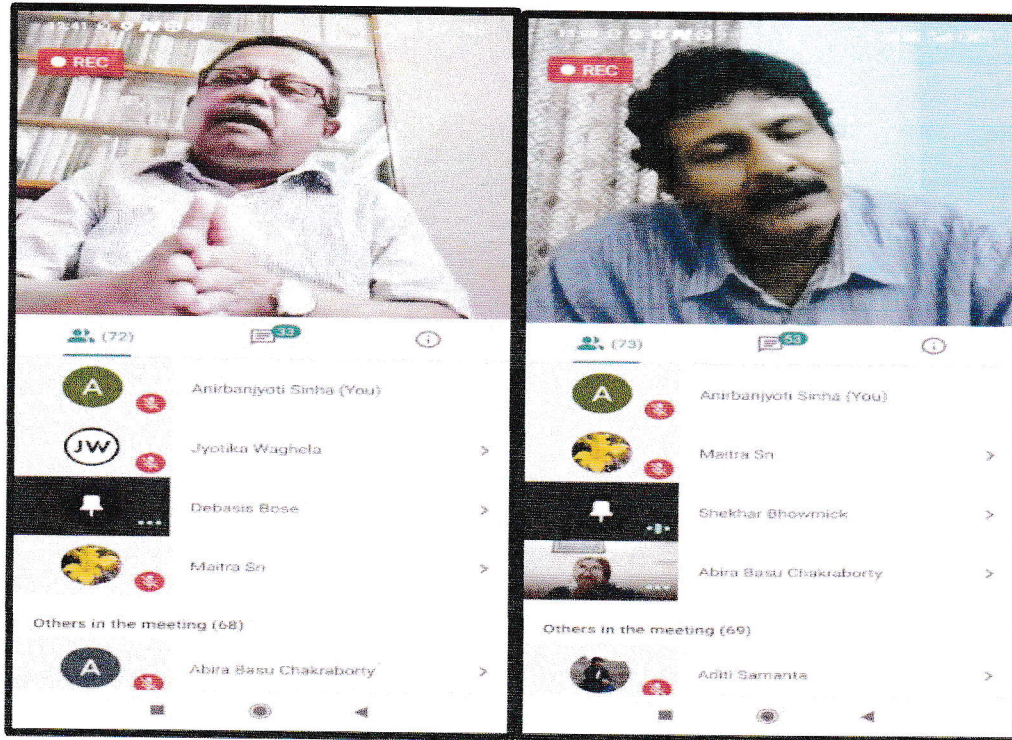 REC
(72)
33
A
Anirbanjyoti Sinha (You)
JW
Jyotika Waghela
Debasis Bose
Maitra Sn
Others in the meeting (68)
A
Abira Basu Chakraborty
REC
(73)
53
A
Anirbanjyoti Sinha (You)
Maitra Sn
Shekhar Bhowmick
Abira Basu Chakraborty
Others in the meeting (69)
Aditi Samanta